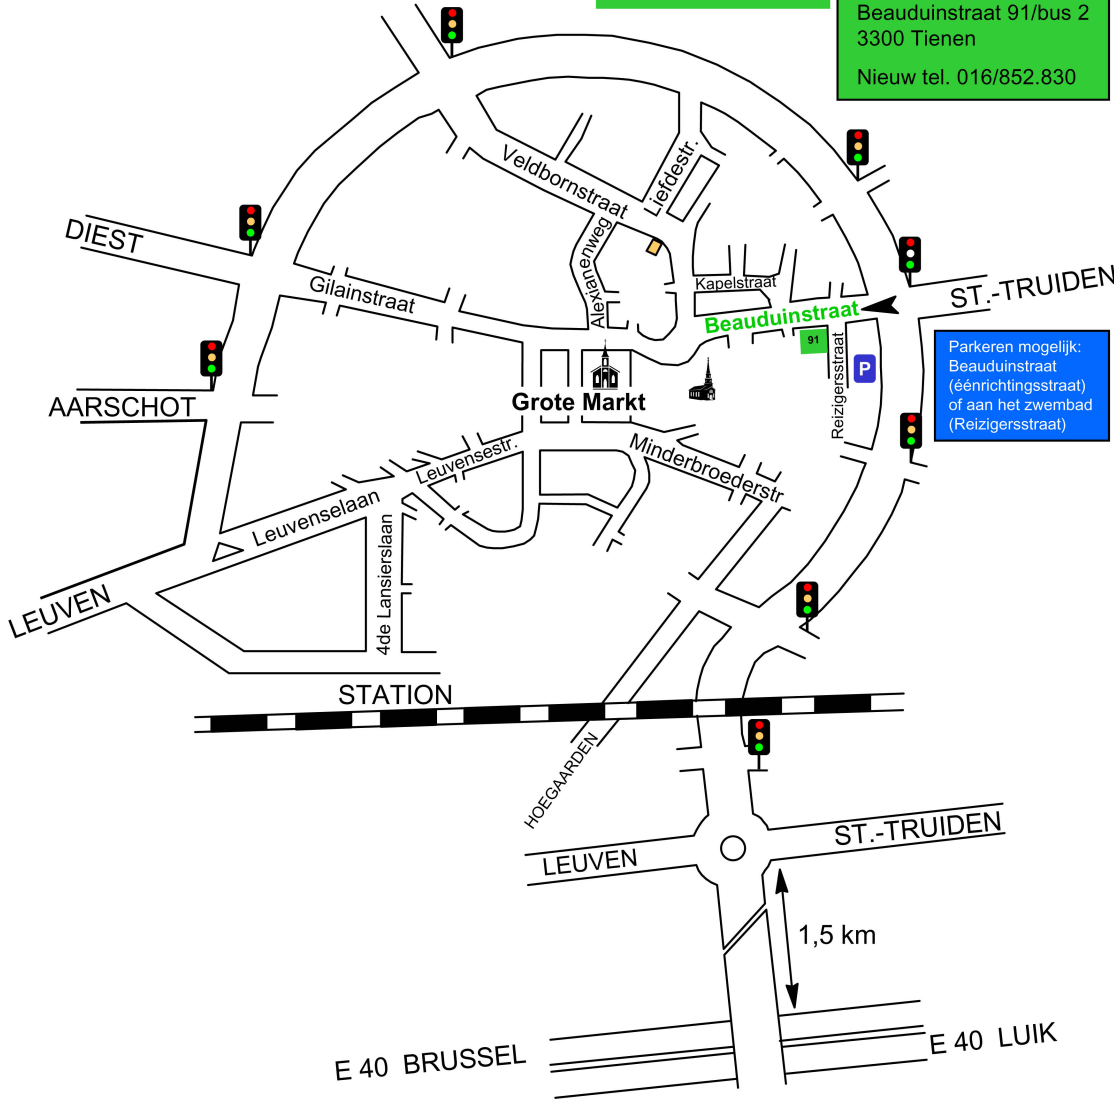 Beauduinstraat 91/bus 2
3300 Tienen
Nieuw tel. 016/852.830
Veldbornstraat
iefdestr.
DIEST
Gilainstraat
Alexianenweg
Kapelstraat
Beauduinstraat
ST.-TRUIDEN
91
P
Reizigersstraat
Parkeren mogelijk:
Beauduinstraat
(éénrichtingsstraat)
of aan het zwembad
(Reizigersstraat)
AARSCHOT
Grote Markt
Minderbroederstr
Leuvensestr.
Leuvenselaan
4de Lansierslaan
LEUVEN
STATION
HOEGAARDEN
LEUVEN
ST.-TRUIDEN
1,5 km
E 40 BRUSSEL
E 40 LUIK